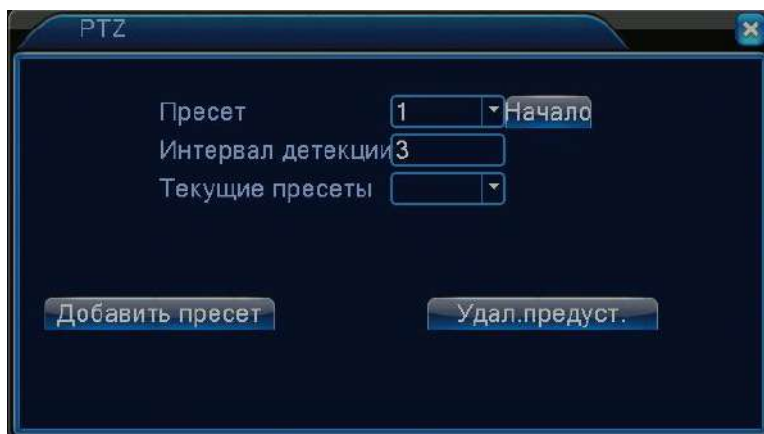 PTZ
Пресет 1 Начало
Интервал детекции 3
Текущие пресеты
Добавить пресет Удал.предуст.